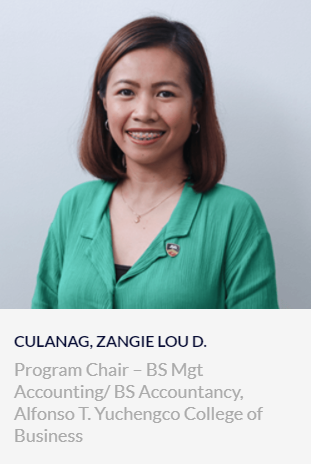 CULANAG, ZANGIE LOU D.
Program Chair – BS Mgt
Accounting/ BS Accountancy,
Alfonso T. Yuchengco College of
Business